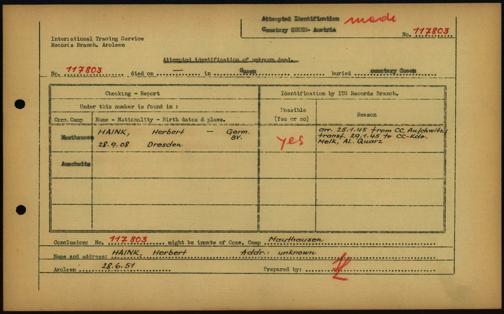 Attempted Identification made
Cemetery GUSEN- Austria
International Tracing Service
Records Branch, Arolsen
No. 117803
Attempted identification of unknown dead.
No. 117803 died on — in Gusen buried cemetery Gusen
Checking - Report
Identification by ITS Records Branch.
Under this number is found in :
Possible
(Yes or no)
Reason
Conc.Camp
Name - Nationality - Birth dates & place.
Mauthausen
HAINK, Herbert — Germ.
28.9.08 Dresden
yes
arr. 25.1.45 from CC Auschwitz
transf. 29.1.45 to CC-Kdo.
Melk, AL. Quarz
Auschwitz
Conclusion: No. 117803 might be inmate of Conc. Camp Mauthausen
Name and address: HAINK, Herbert Addr.: unknown
Arolsen 28.6.51 Prepared by: